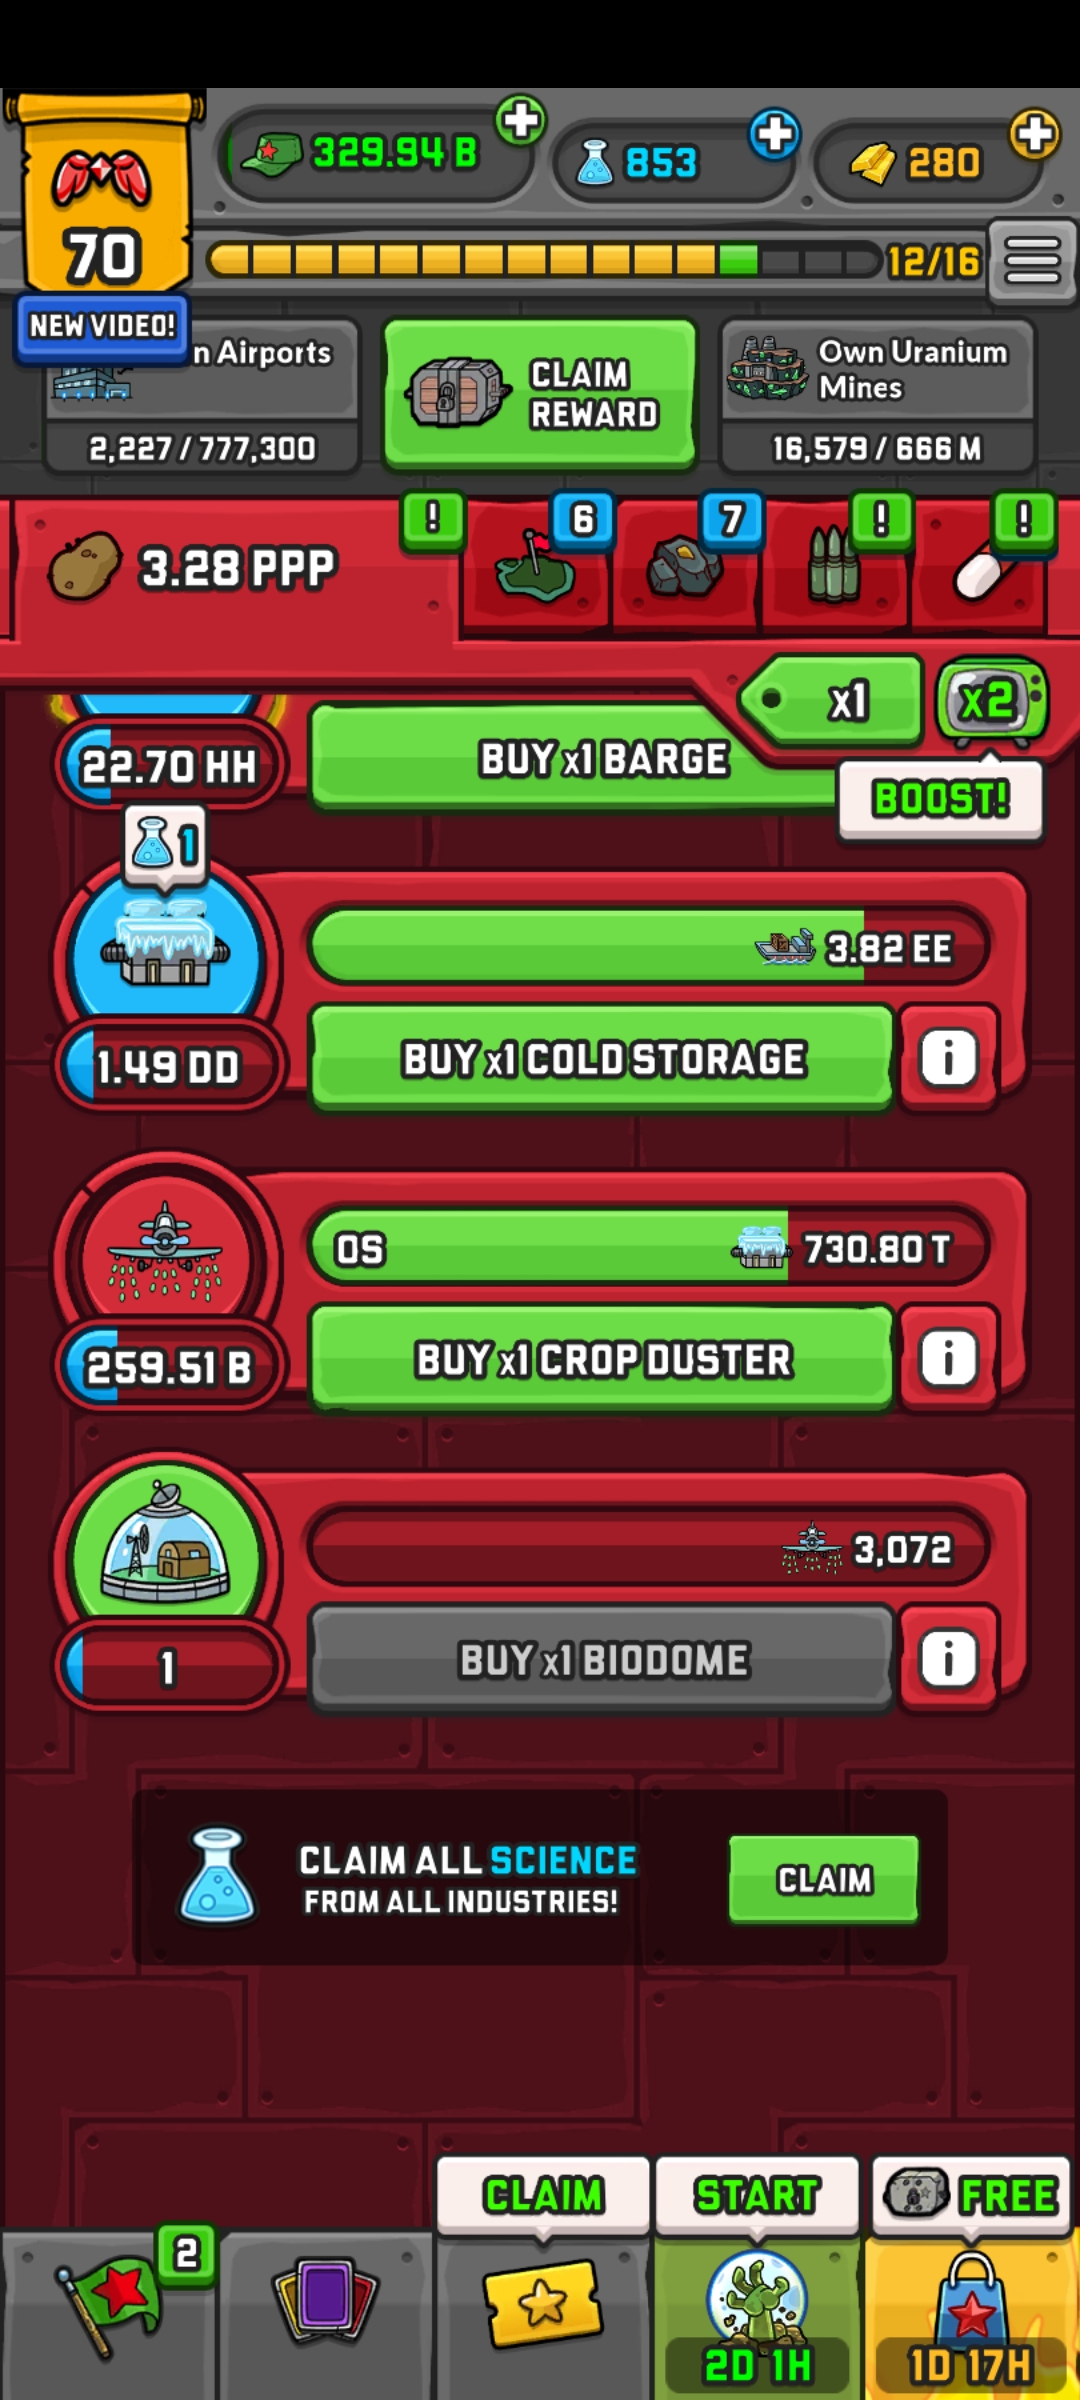 329.94 B
853
280
70
12/16
NEW VIDEO!
n Airports
2,227 / 777,300
CLAIM
REWARD
Own Uranium
Mines
16,579 / 666 M
3.28 PPP
!
6
7
!
!
x1
x2
BOOST!
22.70 HH
BUY x1 BARGE
1
3.82 EE
1.49 DD
BUY x1 COLD STORAGE
i
0S
730.80 T
259.51 B
BUY x1 CROP DUSTER
i
3,072
1
BUY x1 BIODOME
i
CLAIM ALL SCIENCE
FROM ALL INDUSTRIES!
CLAIM
CLAIM
START
FREE
2
2D 1H
1D 17H